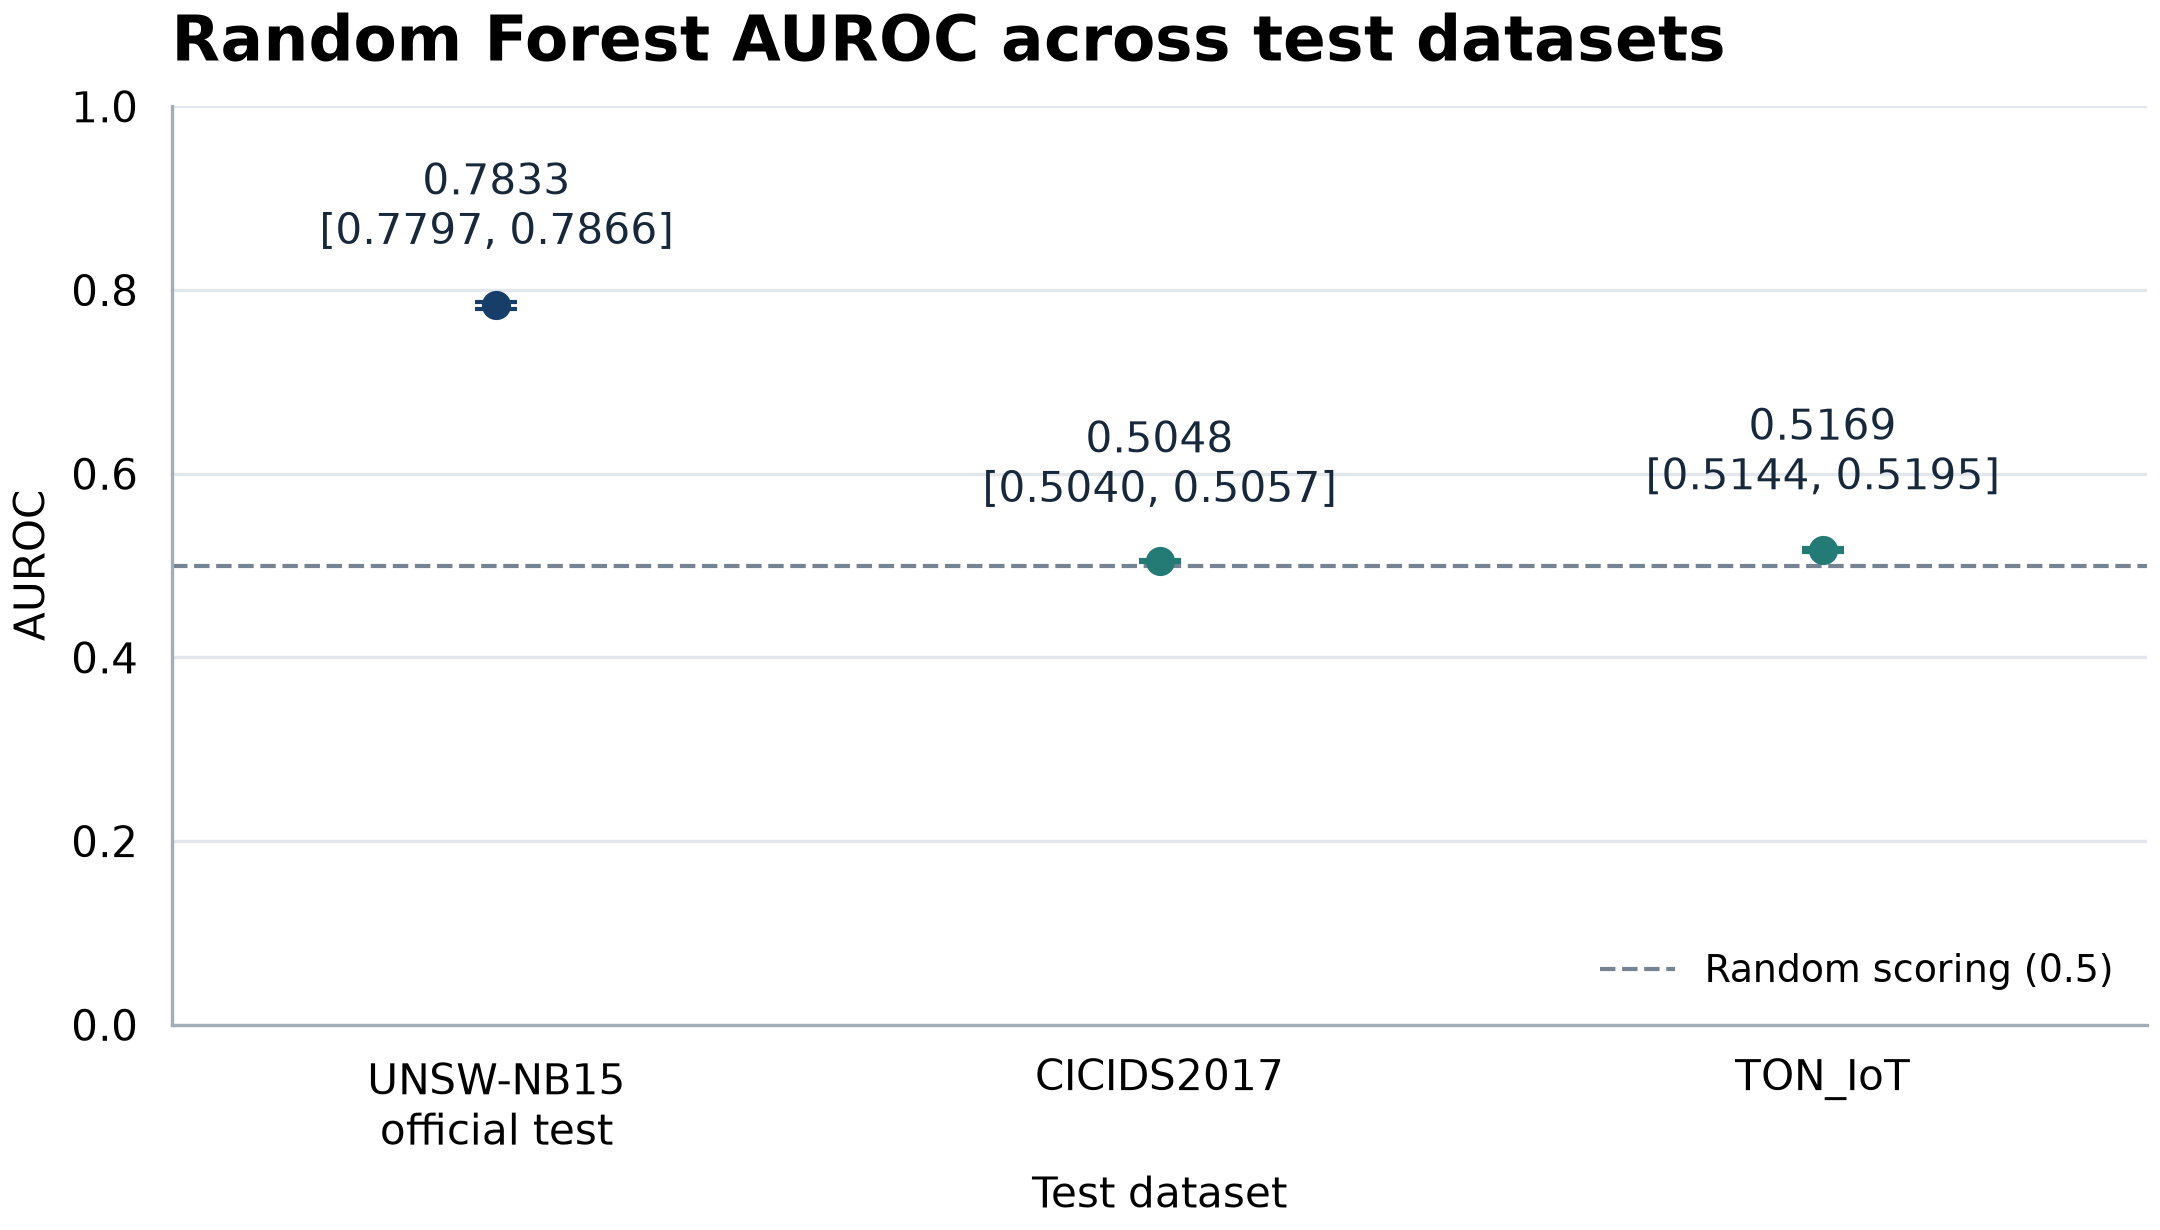 Random Forest AUROC across test datasets
1.0
0.8
0.6
0.4
0.2
0.0
AUROC
0.7833
[0.7797, 0.7866]
0.5048
[0.5040, 0.5057]
0.5169
[0.5144, 0.5195]
Random scoring (0.5)
UNSW-NB15
official test
CICIDS2017
TON_IoT
Test dataset